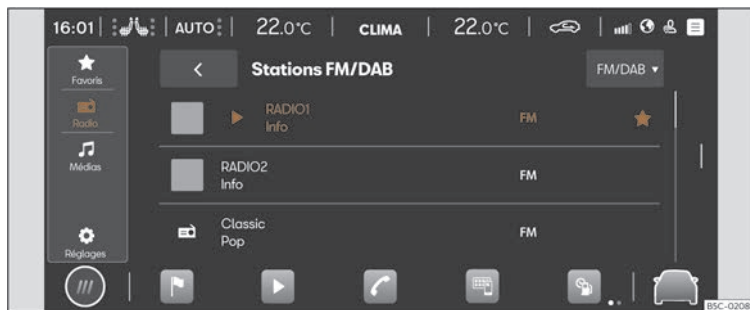 16:01 AUTO 22.0°C CLIMA 22.0°C
Favoris
Radio
Médias
Réglages
Stations FM/DAB FM/DAB
RADIO1 FM
Info
RADIO2 FM
Info
Classic FM
Pop
B5C-0208